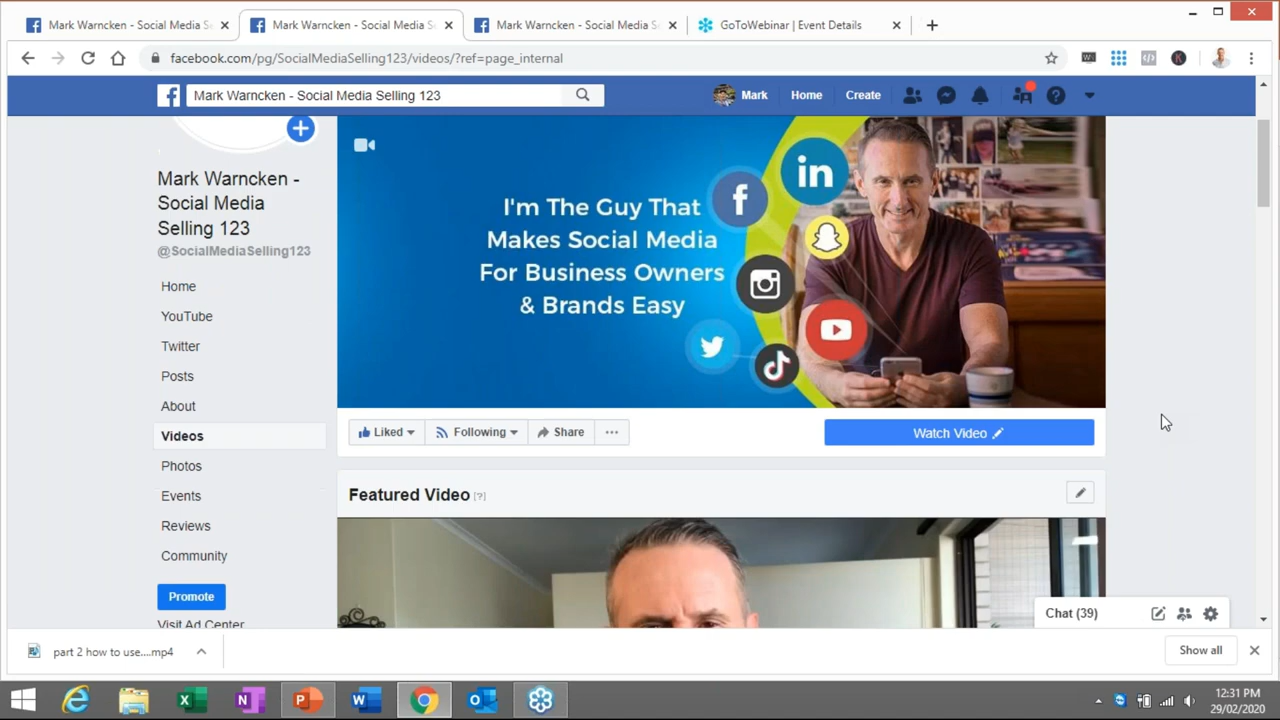 Mark Warncken - Social Media S
Mark Warncken - Social Media S
Mark Warncken - Social Media S
GoToWebinar | Event Details
facebook.com/pg/SocialMediaSelling123/videos/?ref=page_internal
Mark Warncken - Social Media Selling 123
Mark
Home
Create
Mark Warncken -
Social Media
Selling 123
@SocialMediaSelling123
Home
YouTube
Twitter
Posts
About
Videos
Photos
Events
Reviews
Community
Promote
Visit Ad Center
I'm The Guy That
Makes Social Media
For Business Owners
& Brands Easy
in
f
Liked
Following
Share
...
Watch Video
Featured Video [?]
Chat (39)
part 2 how to use....mp4
Show all
12:31 PM
29/02/2020